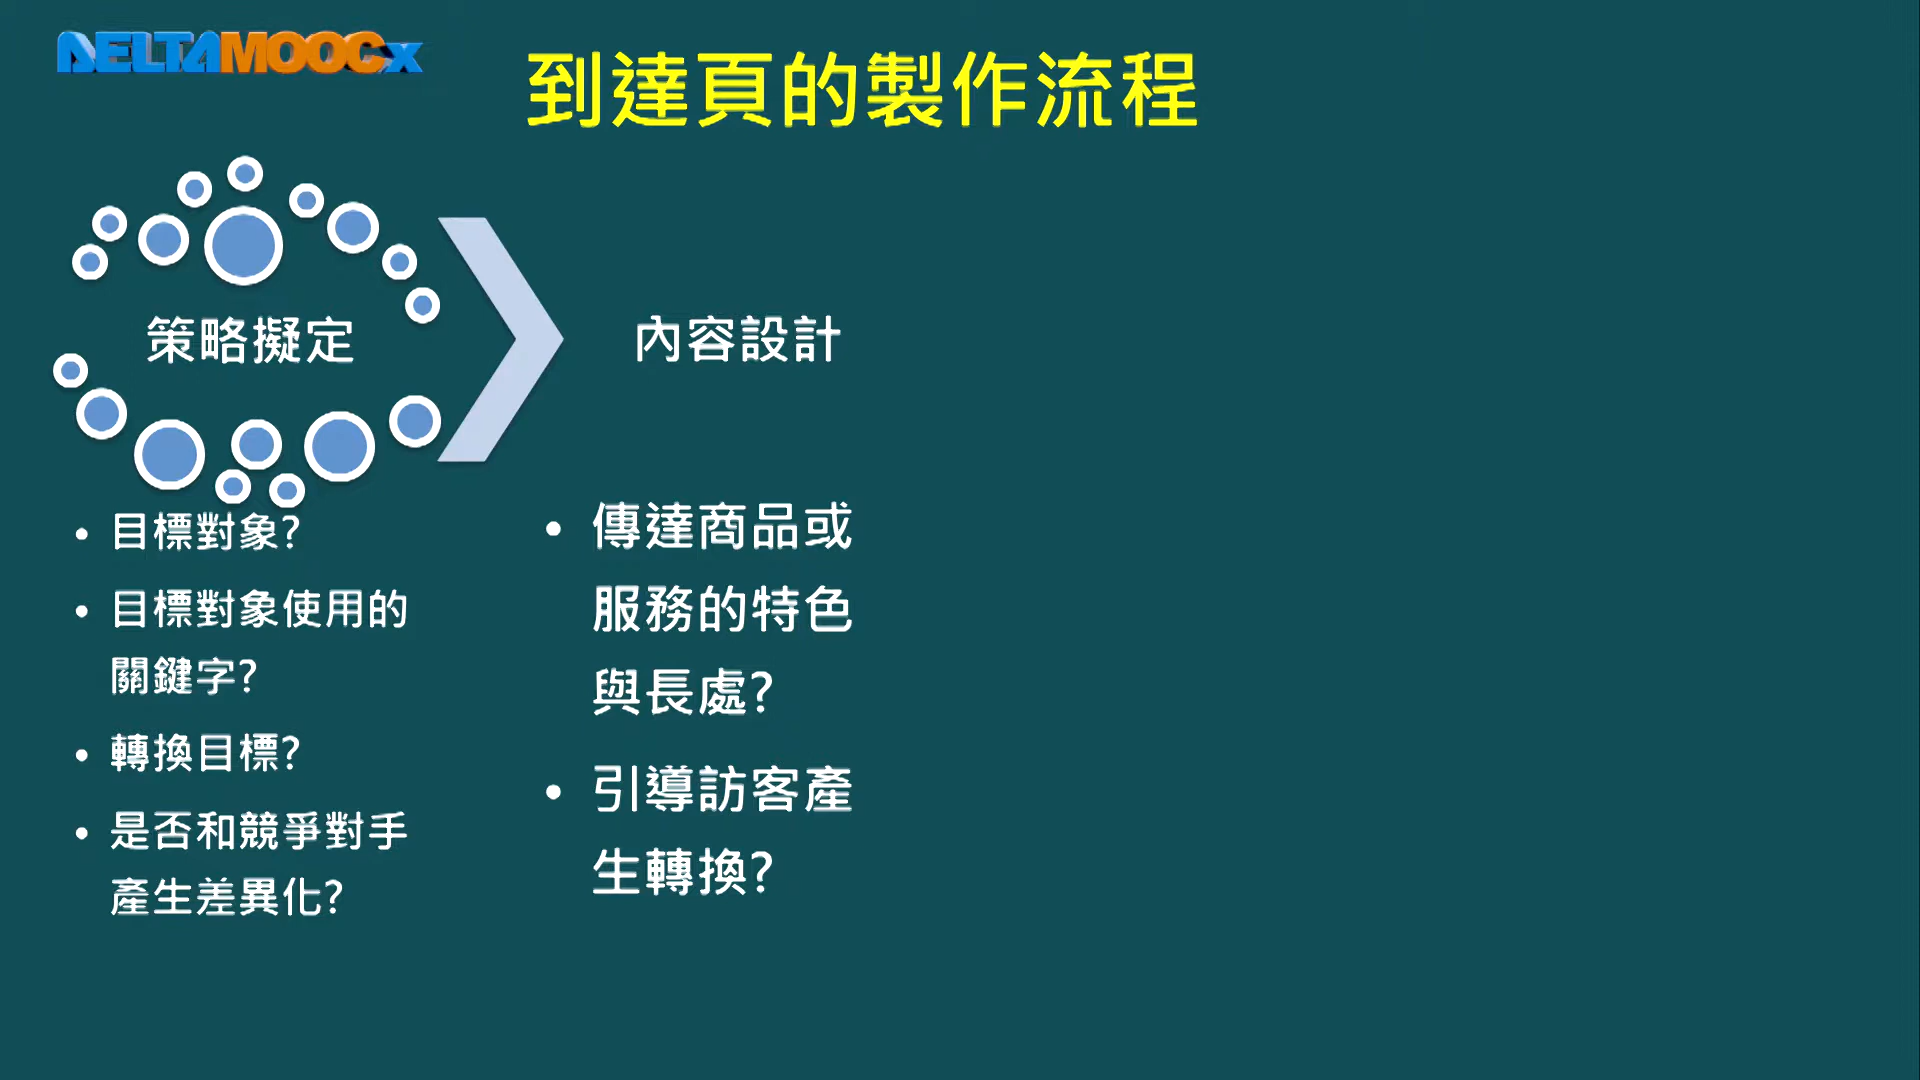 DELTAMOOCx
到達頁的製作流程
策略擬定
• 目標對象?
• 目標對象使用的
關鍵字?
• 轉換目標?
• 是否和競爭對手
產生差異化?
內容設計
• 傳達商品或
服務的特色
與長處?
• 引導訪客產
生轉換?